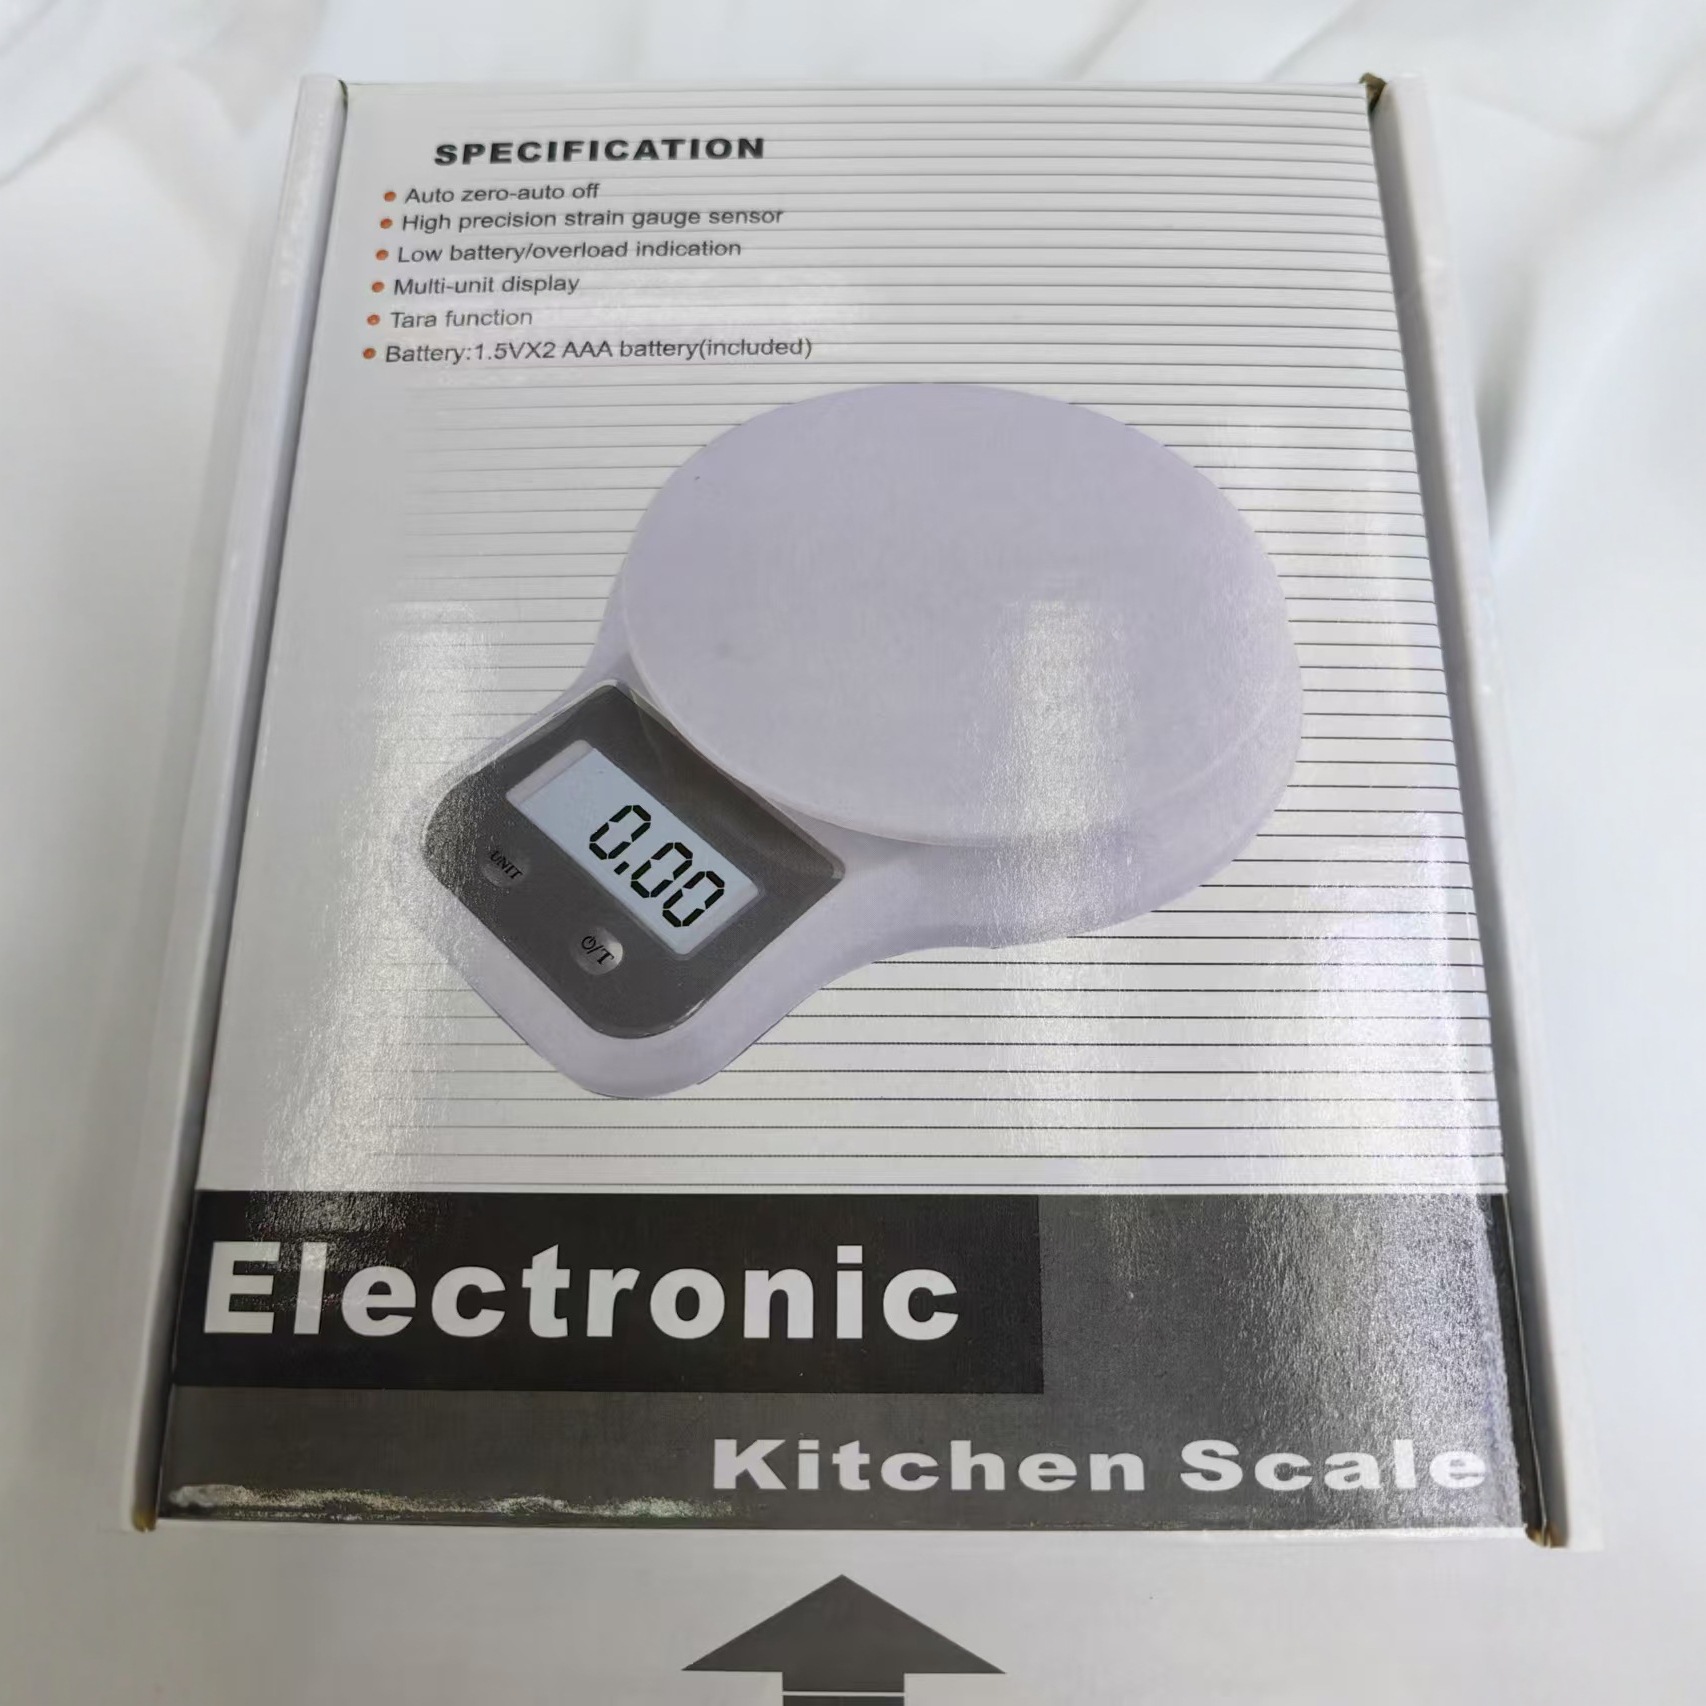 SPECIFICATION
Auto zero-auto off
High precision strain gauge sensor
Low battery/overload indication
Multi-unit display
Tara function
Battery:1.5VX2 AAA battery(included)
0.00
UNIT
⏻/T
Electronic
Kitchen Scale